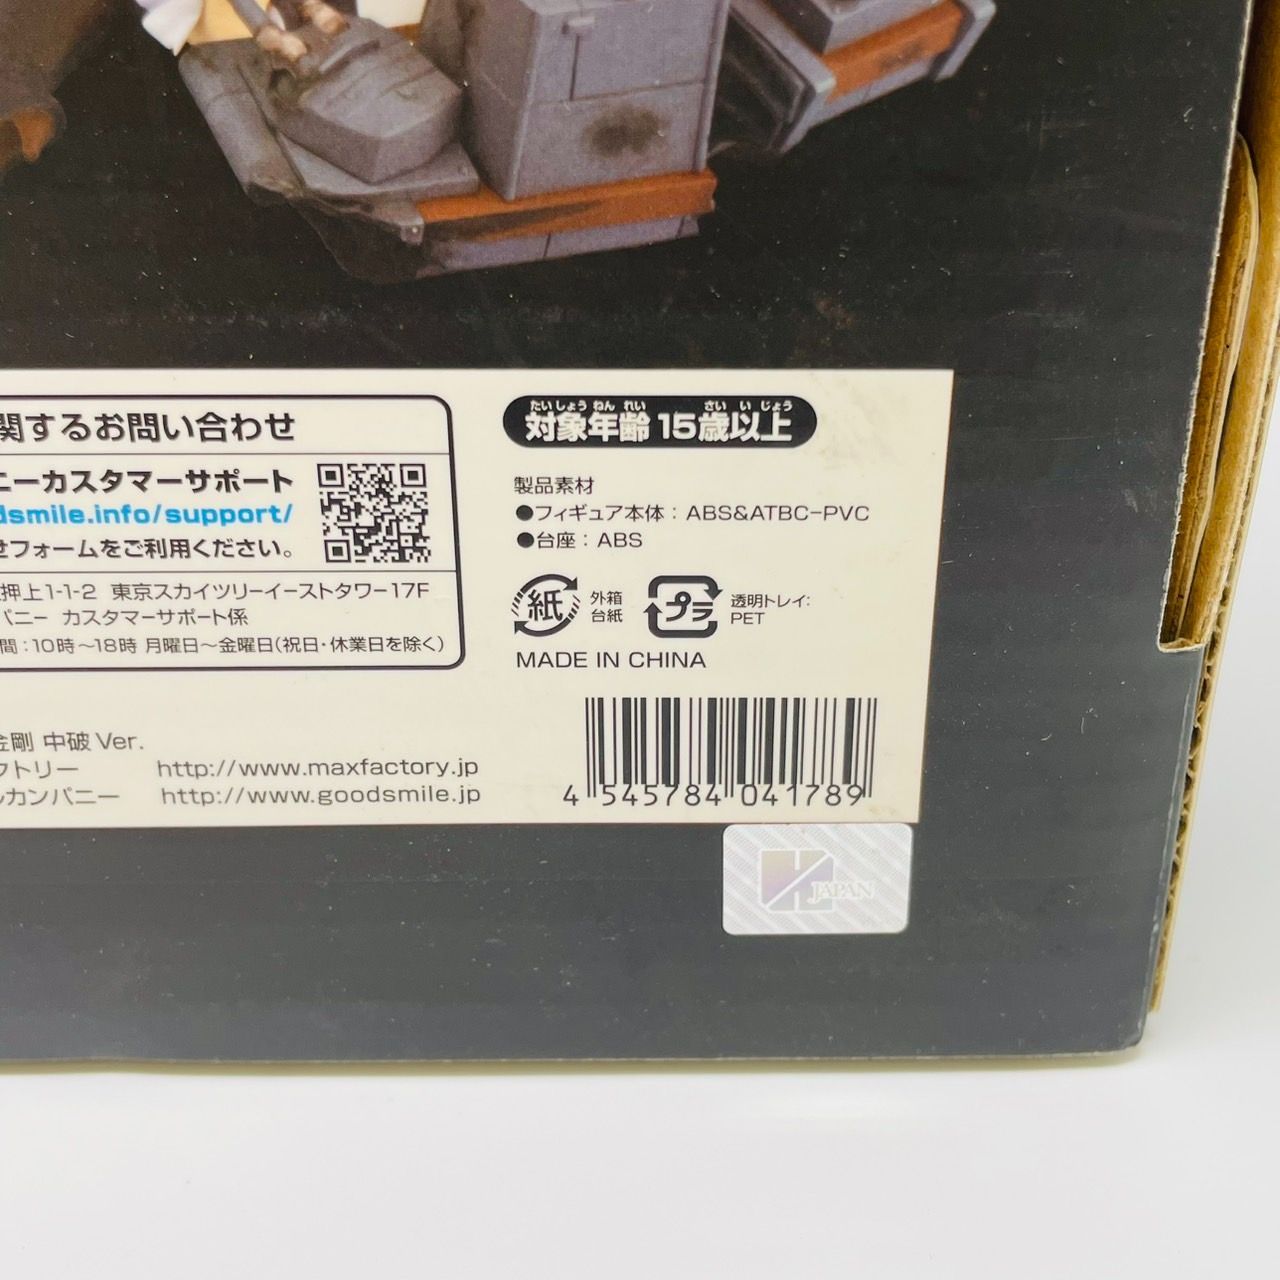 関するお問い合わせ
ニーカスタマーサポート
dsmile.info/support/
せフォームをご利用ください。
押上1-1-2 東京スカイツリーイーストタワー17F
パニー カスタマーサポート係
間：10時～18時 月曜日～金曜日(祝日・休業日を除く)
金剛 中破 Ver.
クトリー http://www.maxfactory.jp
ルカンパニー http://www.goodsmile.jp
たいしょうねんれい さいいじょう
対象年齢15歳以上
製品素材
●フィギュア本体：ABS&ATBC-PVC
●台座：ABS
紙 外箱
台紙
プラ 透明トレイ:
PET
MADE IN CHINA
4 545784 041789
JAPAN